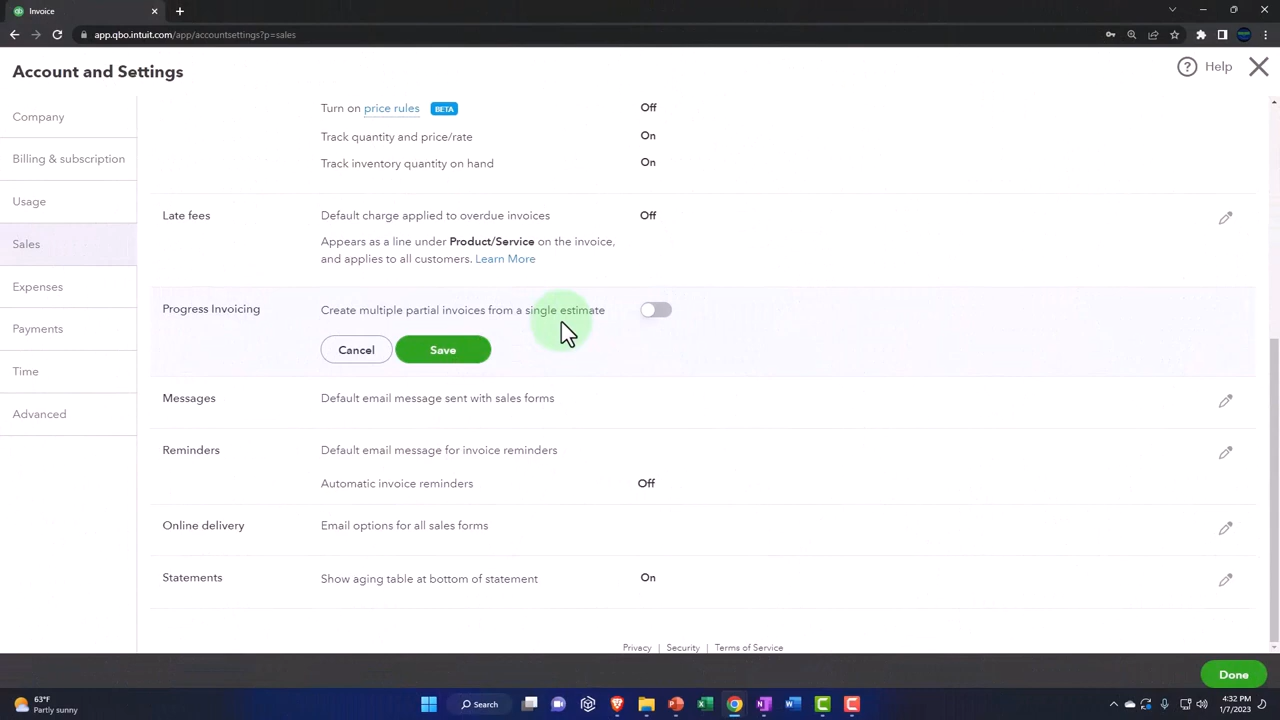 Invoice
app.qbo.intuit.com/app/accountsettings?p=sales
Account and Settings
Help
Company
Billing & subscription
Usage
Sales
Expenses
Payments
Time
Advanced
Turn on price rules BETA Off
Track quantity and price/rate On
Track inventory quantity on hand On
Late fees Default charge applied to overdue invoices Off
Appears as a line under Product/Service on the invoice,
and applies to all customers. Learn More
Progress Invoicing Create multiple partial invoices from a single estimate
Cancel Save
Messages Default email message sent with sales forms
Reminders Default email message for invoice reminders
Automatic invoice reminders Off
Online delivery Email options for all sales forms
Statements Show aging table at bottom of statement On
Privacy | Security | Terms of Service
Done
63°F
Partly sunny
Search
4:32 PM
1/7/2023